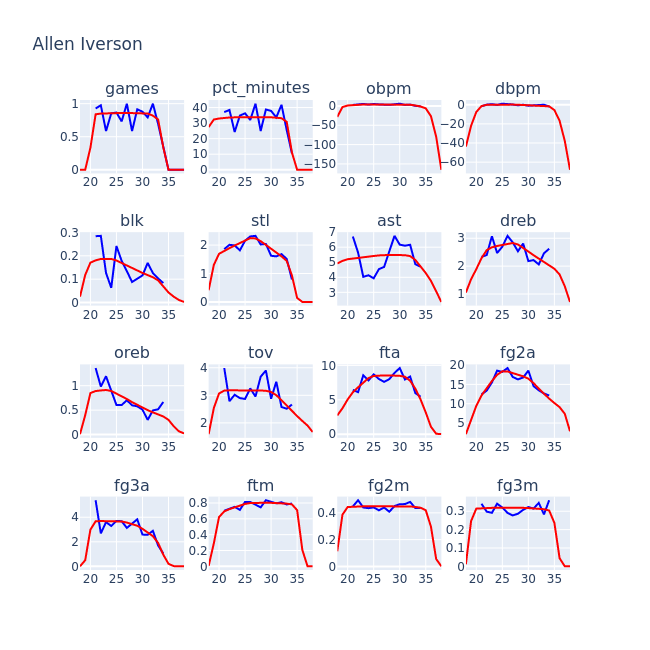 Allen Iverson
games pct_minutes obpm dbpm
1 0.5 0
40 30 20 10 0
0 −50 −100 −150
0 −20 −40 −60
20 25 30 35 20 25 30 35 20 25 30 35 20 25 30 35
blk stl ast dreb
0.3 0.2 0.1 0
2 1 0
7 6 5 4 3
3 2 1
20 25 30 35 20 25 30 35 20 25 30 35 20 25 30 35
oreb tov fta fg2a
1 0.5 0
4 3 2
10 5 0
20 15 10 5
20 25 30 35 20 25 30 35 20 25 30 35 20 25 30 35
fg3a ftm fg2m fg3m
4 2 0
0.8 0.6 0.4 0.2 0
0.4 0.2 0
0.3 0.2 0.1 0
20 25 30 35 20 25 30 35 20 25 30 35 20 25 30 35